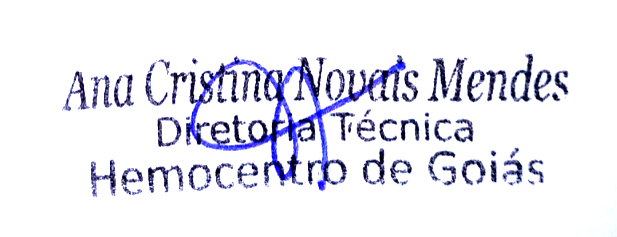 Ana Cristina Novais Mendes
Diretoria Técnica
Hemocentro de Goiás